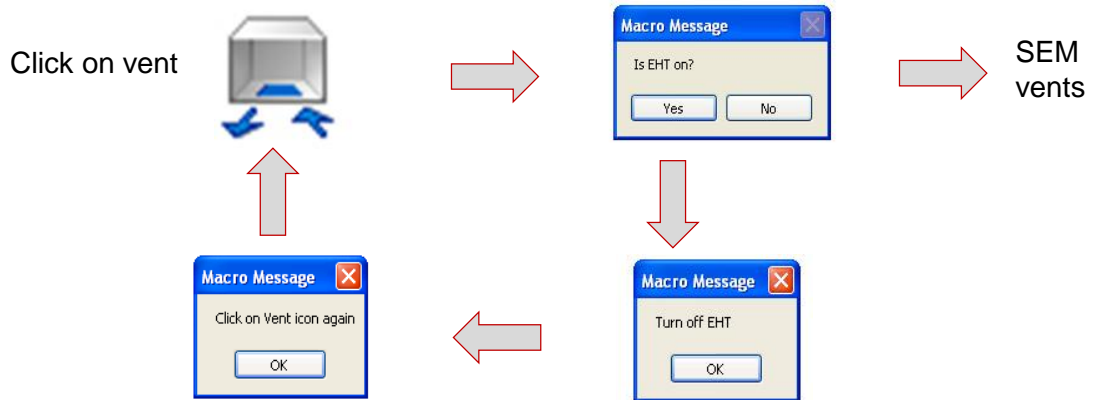 Click on vent
Macro Message
Is EHT on?
Yes No
SEM
vents
Macro Message
Click on Vent icon again
OK
Macro Message
Turn off EHT
OK